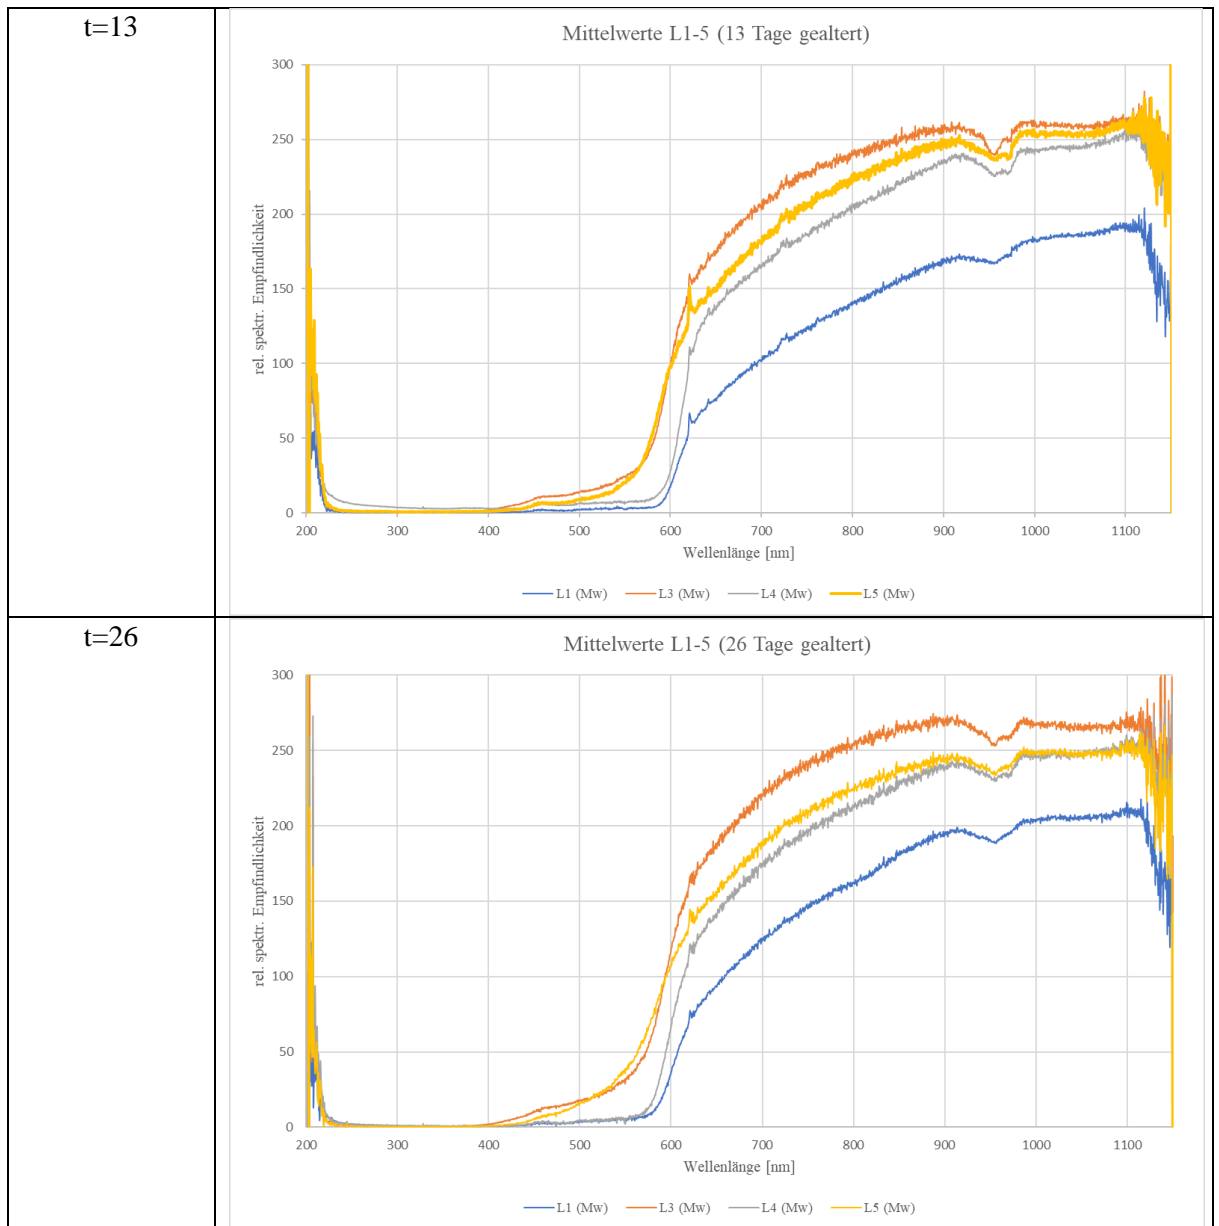 t=13
Mittelwerte L1-5 (13 Tage gealtert)
rel. spektr. Empfindlichkeit
300
250
200
150
100
50
0
200 300 400 500 600 700 800 900 1000 1100
Wellenlänge [nm]
L1 (Mw) L3 (Mw) L4 (Mw) L5 (Mw)
t=26
Mittelwerte L1-5 (26 Tage gealtert)
rel. spektr. Empfindlichkeit
300
250
200
150
100
50
0
200 300 400 500 600 700 800 900 1000 1100
Wellenlänge [nm]
L1 (Mw) L3 (Mw) L4 (Mw) L5 (Mw)